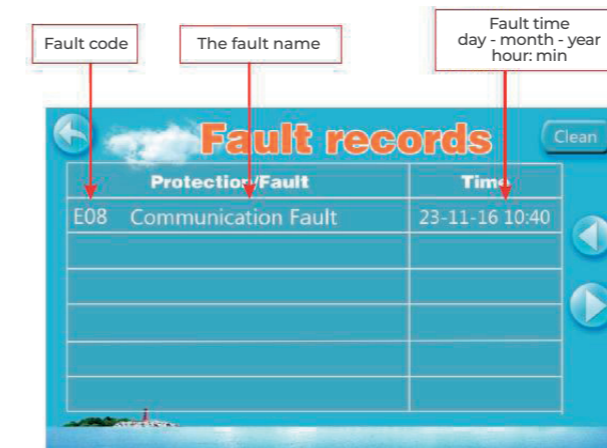 Fault code
The fault name
Fault time
day - month - year
hour: min
Fault records
Clean
Protection/Fault
Time
E08 Communication Fault
23-11-16 10:40